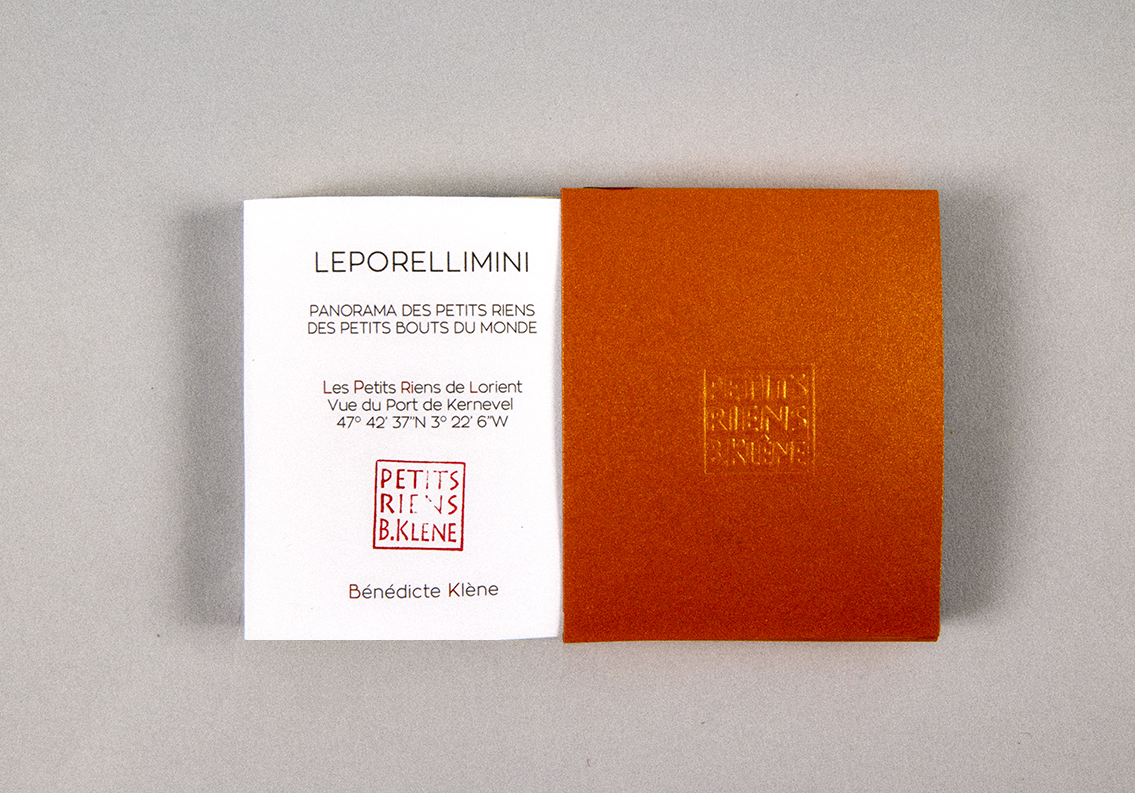 LEPORELLIMINI
PANORAMA DES PETITS RIENS
DES PETITS BOUTS DU MONDE
Les Petits Riens de Lorient
Vue du Port de Kernevel
47° 42' 37"N 3° 22' 6"W
PETITS
RIENS
B.KLENE
Bénédicte Klène
PETITS
RIENS
B.KLÈNE